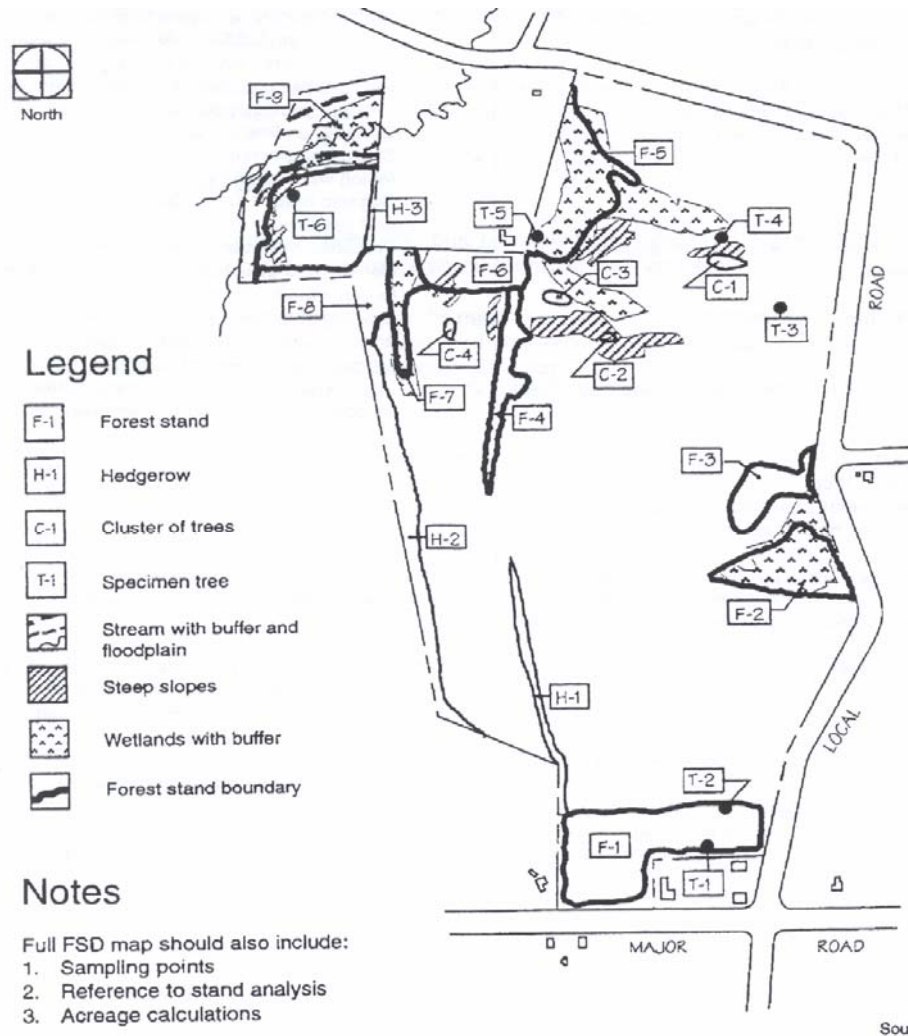 North
F-9
F-5
T-6
H-3
T-5
T-4
F-6
C-3
C-1
F-8
T-3
ROAD
C-4
C-2
F-7
F-4
F-3
H-2
F-2
H-1
LOCAL
T-2
F-1
T-1
MAJOR ROAD
Legend
F-1 Forest stand
H-1 Hedgerow
C-1 Cluster of trees
T-1 Specimen tree
Stream with buffer and
floodplain
Steep slopes
Wetlands with buffer
Forest stand boundary
Notes
Full FSD map should also include:
1. Sampling points
2. Reference to stand analysis
3. Acreage calculations
Sou